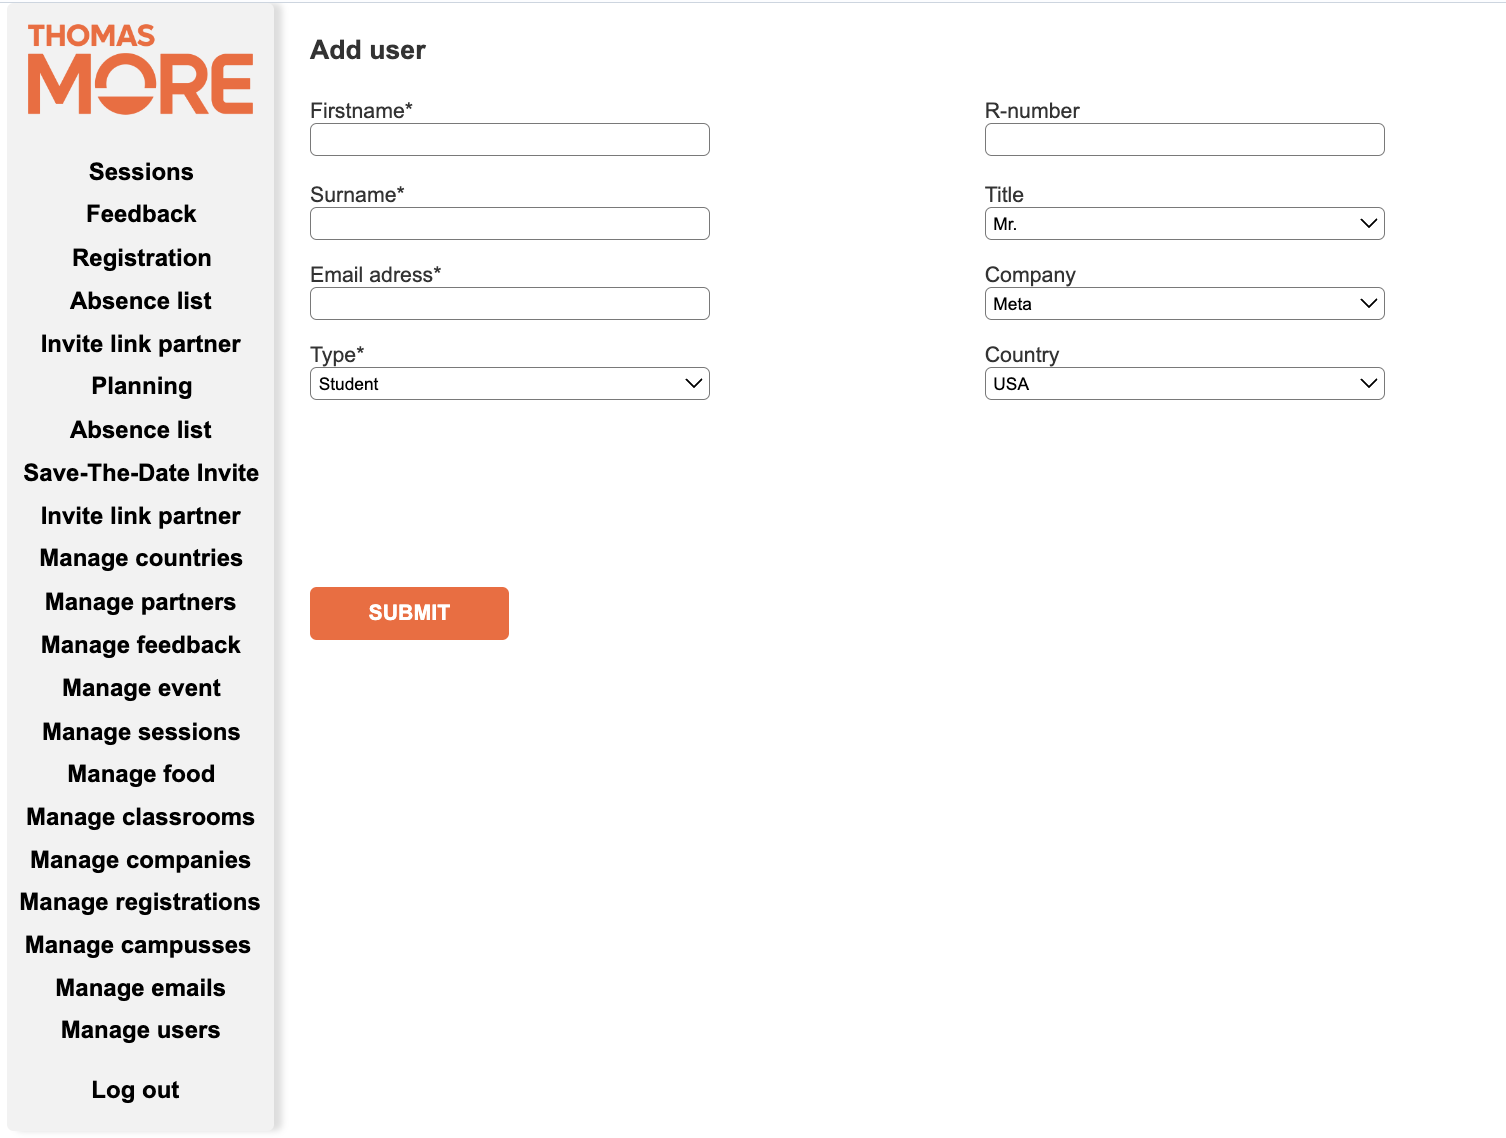 THOMAS
MORE
Sessions
Feedback
Registration
Absence list
Invite link partner
Planning
Absence list
Save-The-Date Invite
Invite link partner
Manage countries
Manage partners
Manage feedback
Manage event
Manage sessions
Manage food
Manage classrooms
Manage companies
Manage registrations
Manage campusses
Manage emails
Manage users
Log out
Add user
Firstname*
Surname*
Email adress*
Type*
Student
R-number
Title
Mr.
Company
Meta
Country
USA
SUBMIT